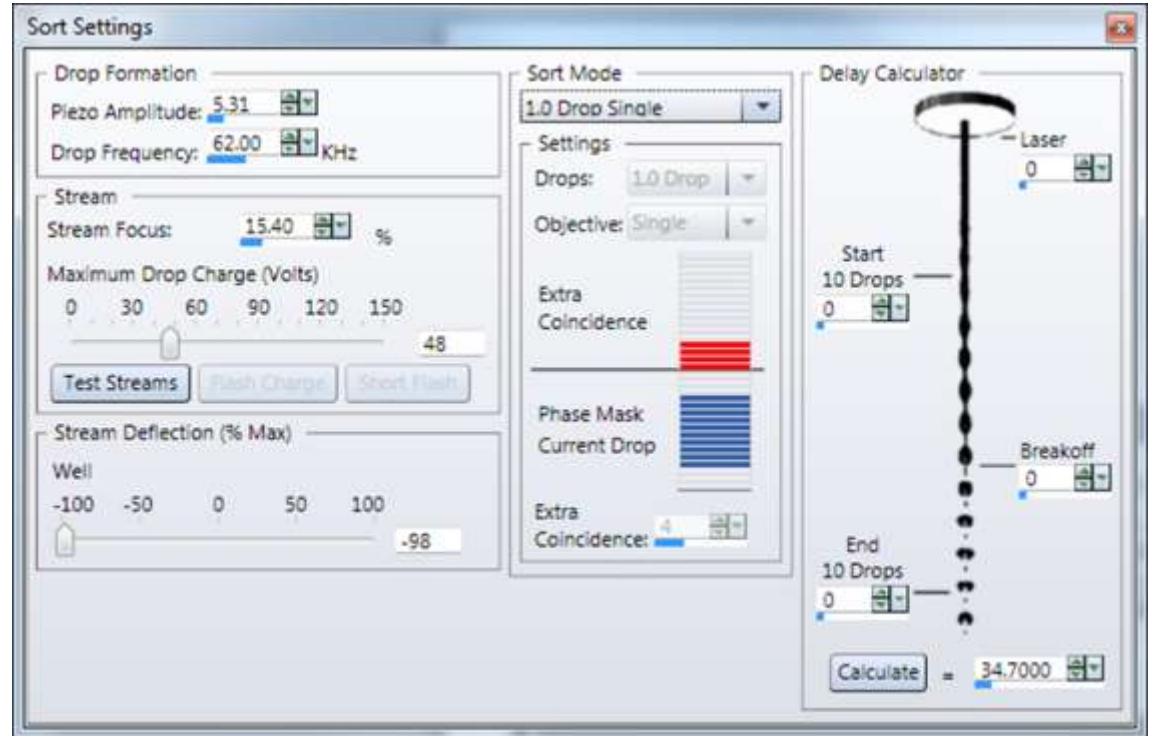 Sort Settings
Drop Formation
Piezo Amplitude: 5.31
Drop Frequency: 62.00 KHz
Stream
Stream Focus: 15.40 %
Maximum Drop Charge (Volts)
0 30 60 90 120 150
48
Test Streams Flash Charge Short Flash
Stream Deflection (% Max)
Well
-100 -50 0 50 100
-98
Sort Mode
1.0 Drop Single
Settings
Drops: 1.0 Drop
Objective: Single
Extra
Coincidence
Phase Mask
Current Drop
Extra
Coincidence: 4
Delay Calculator
Laser
0
Start
10 Drops
0
Breakoff
0
End
10 Drops
0
Calculate = 34.7000